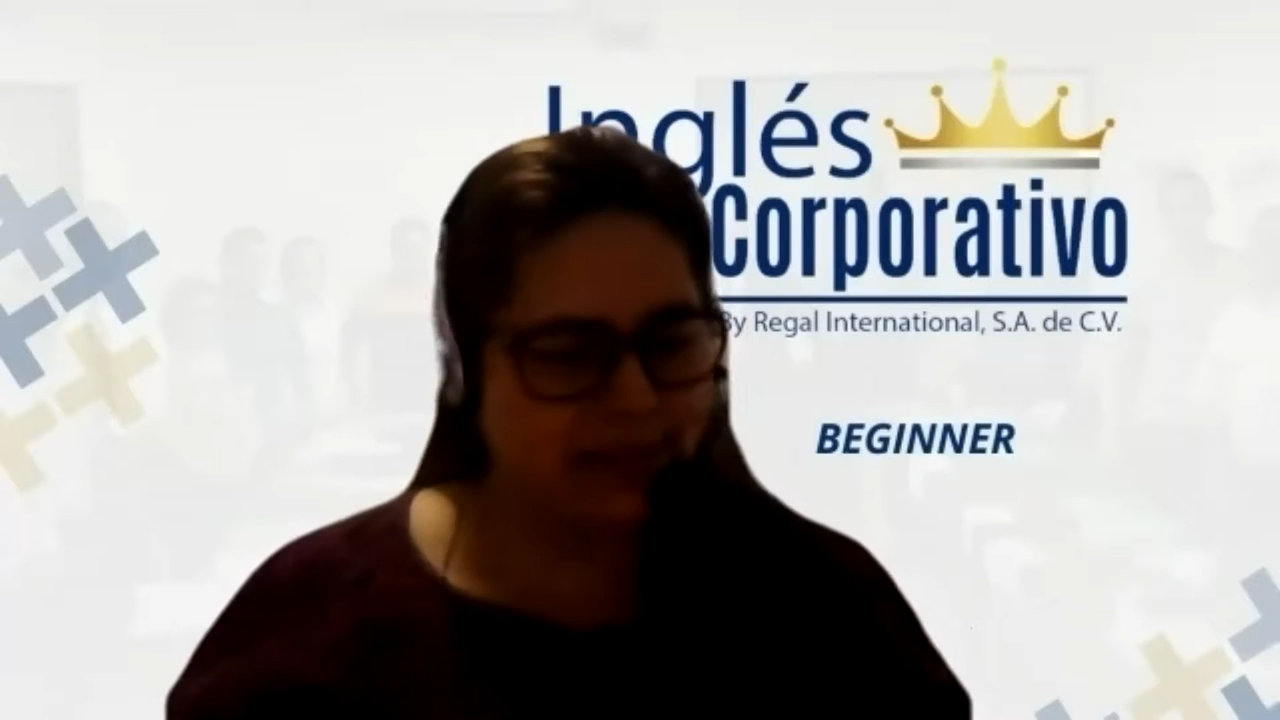 Inglés
Corporativo
By Regal International, S.A. de C.V.
BEGINNER